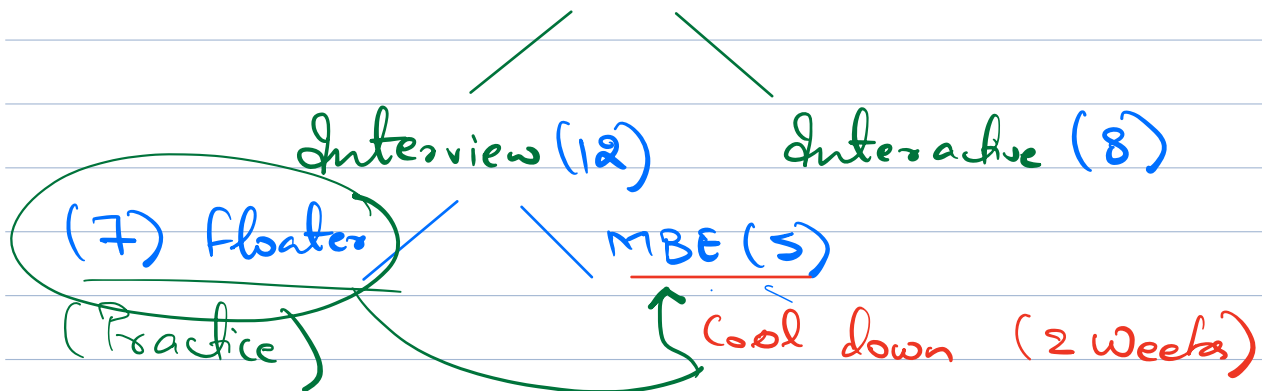 Interview (12) Interactive (8)
(7) Floater MBE (5)
(Practice) Cool down (2 Weeks)